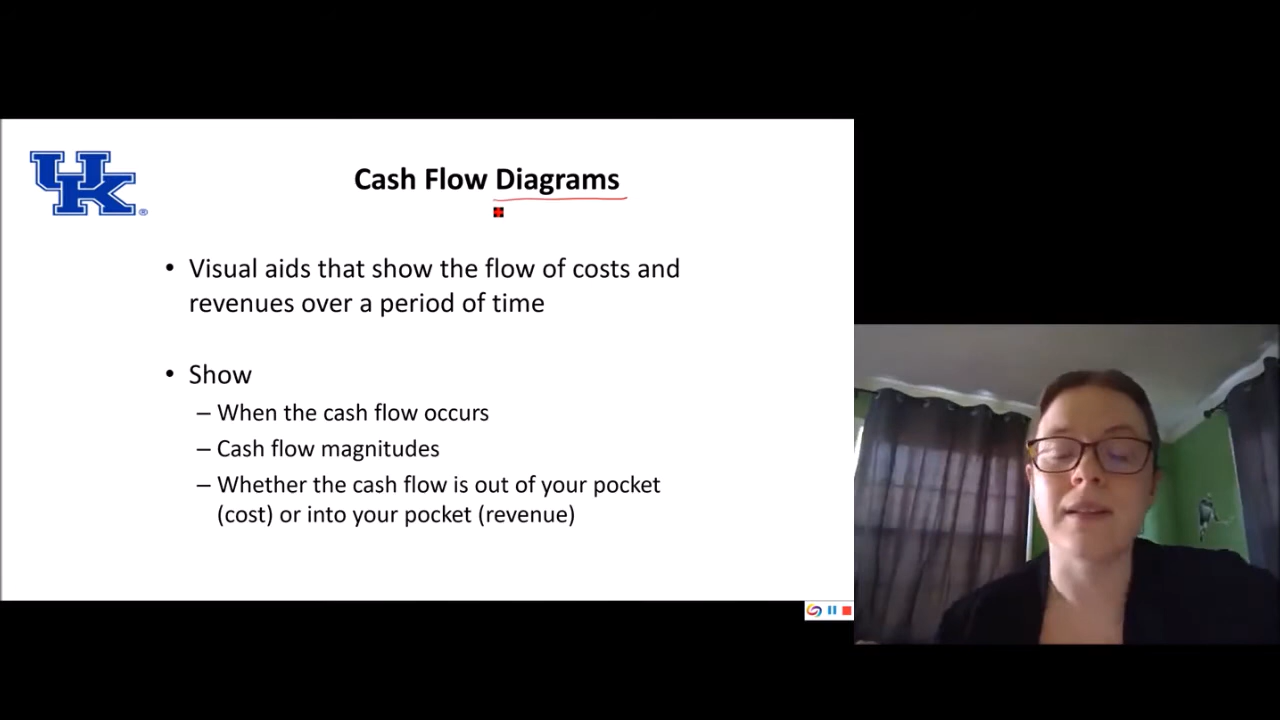 UK
®
Cash Flow Diagrams
• Visual aids that show the flow of costs and
revenues over a period of time
• Show
– When the cash flow occurs
– Cash flow magnitudes
– Whether the cash flow is out of your pocket
(cost) or into your pocket (revenue)